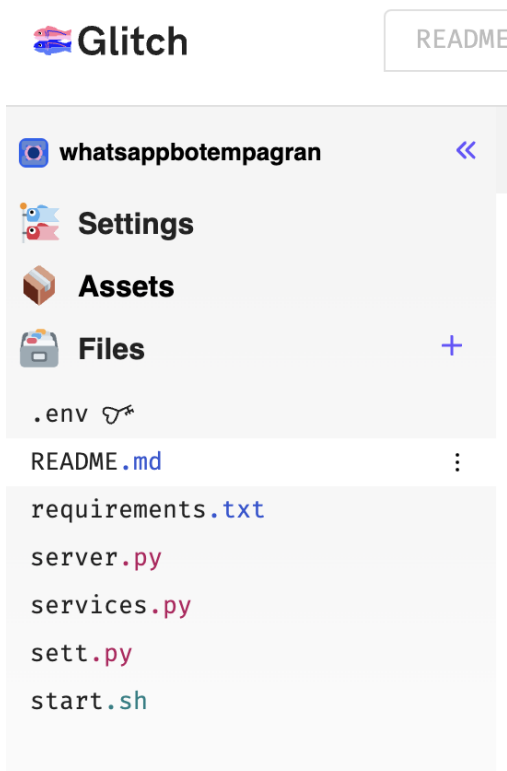 Glitch
README
whatsappbotempagran
Settings
Assets
Files
.env
README.md
requirements.txt
server.py
services.py
sett.py
start.sh